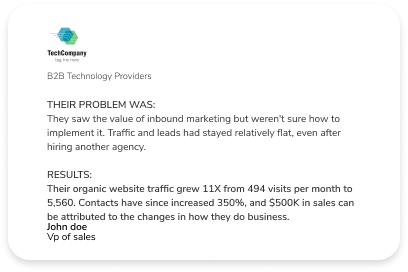 TechCompany
tag line here
B2B Technology Providers
THEIR PROBLEM WAS:
They saw the value of inbound marketing but weren't sure how to
implement it. Traffic and leads had stayed relatively flat, even after
hiring another agency.
RESULTS:
Their organic website traffic grew 11X from 494 visits per month to
5,560. Contacts have since increased 350%, and $500K in sales can
be attributed to the changes in how they do business.
John doe
Vp of sales